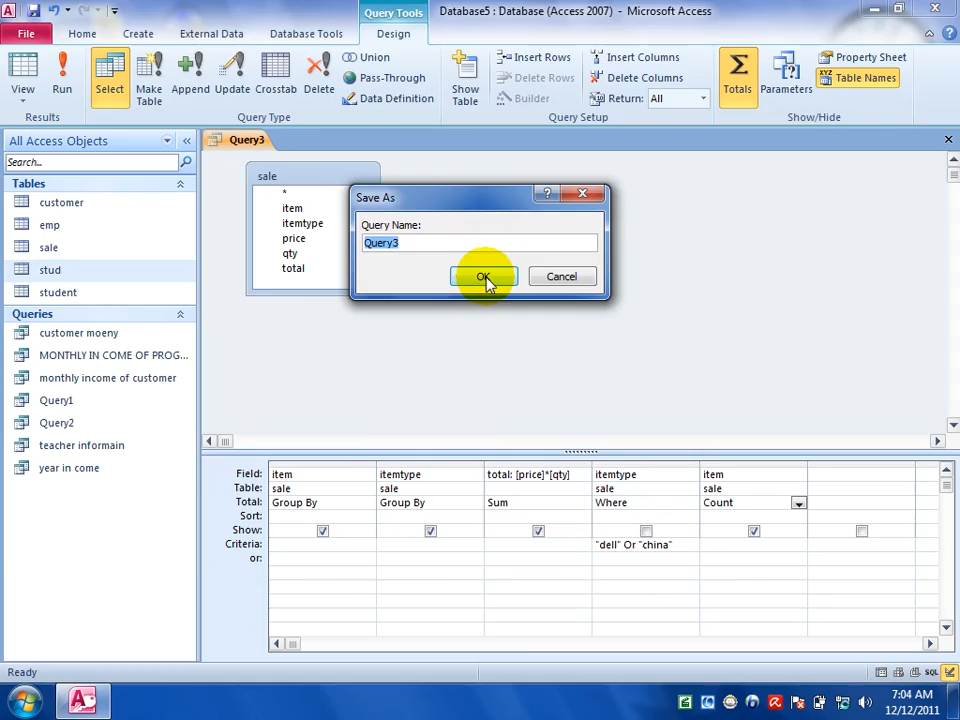 Query Tools
Database5 : Database (Access 2007) - Microsoft Access
File
Home
Create
External Data
Database Tools
Design
View
Run
Select
Make Table
Append
Update
Crosstab
Delete
Union
Pass-Through
Data Definition
Show Table
Insert Rows
Delete Rows
Builder
Insert Columns
Delete Columns
Return: All
Totals
Parameters
Property Sheet
XYZ Table Names
Results
Query Type
Query Setup
Show/Hide
All Access Objects
Search...
Tables
customer
emp
sale
stud
student
Queries
customer moeny
MONTHLY IN COME OF PROG...
monthly income of customer
Query1
Query2
teacher informain
year in come
Query3
sale
*
item
itemtype
price
qty
total
Save As
Query Name:
Query3
OK
Cancel
Field: item itemtype total: [price]*[qty] itemtype item
Table: sale sale sale sale
Total: Group By Group By Sum Where Count
Sort:
Show:
Criteria: "dell" Or "china"
or:
Ready
SQL
7:04 AM
12/12/2011